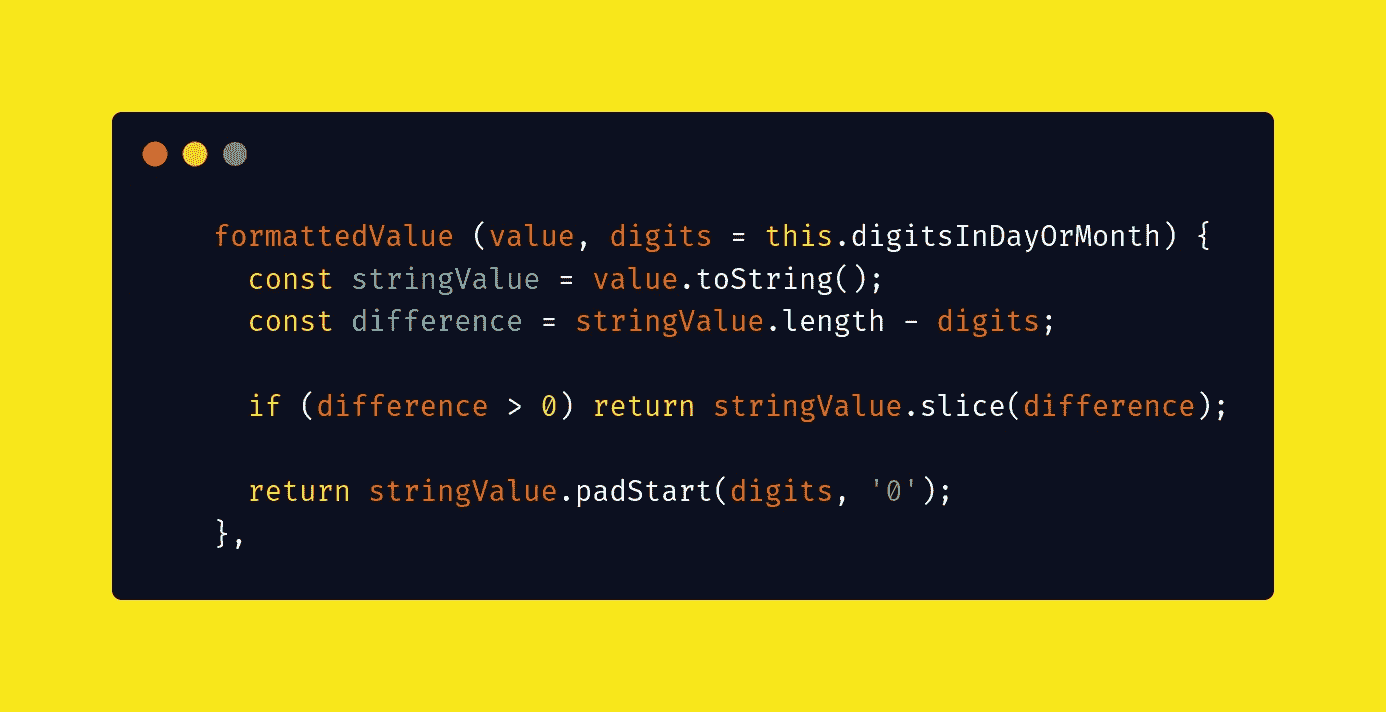 formattedValue (value, digits = this.digitsInDayOrMonth) {
const stringValue = value.toString();
const difference = stringValue.length - digits;
if (difference > 0) return stringValue.slice(difference);
return stringValue.padStart(digits, '0');
},